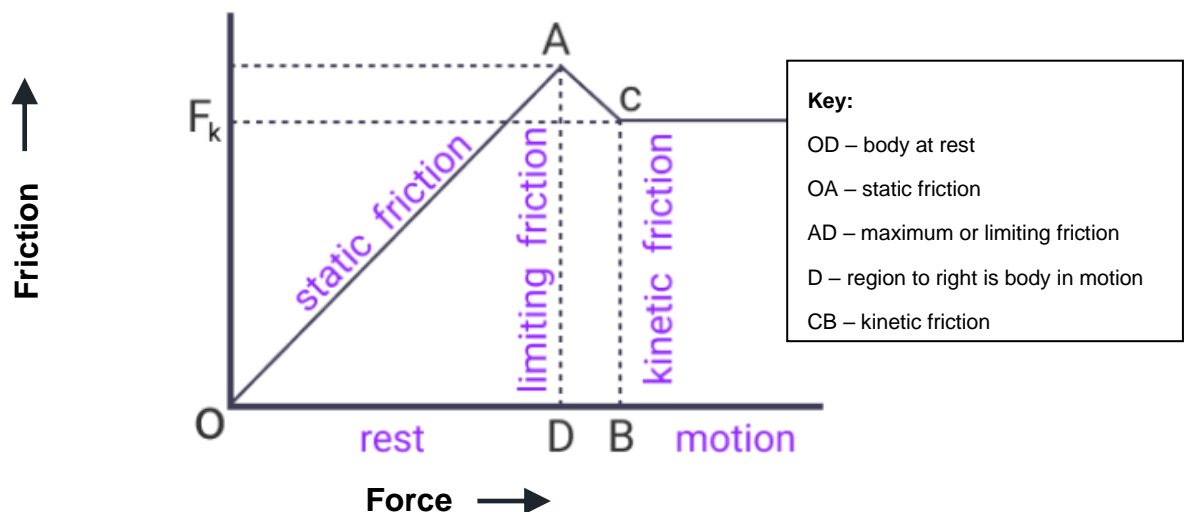 A
C
Fk
static friction
limiting friction
kinetic friction
Friction
Key:
OD – body at rest
OA – static friction
AD – maximum or limiting friction
D – region to right is body in motion
CB – kinetic friction
O
rest
D
B
motion
Force